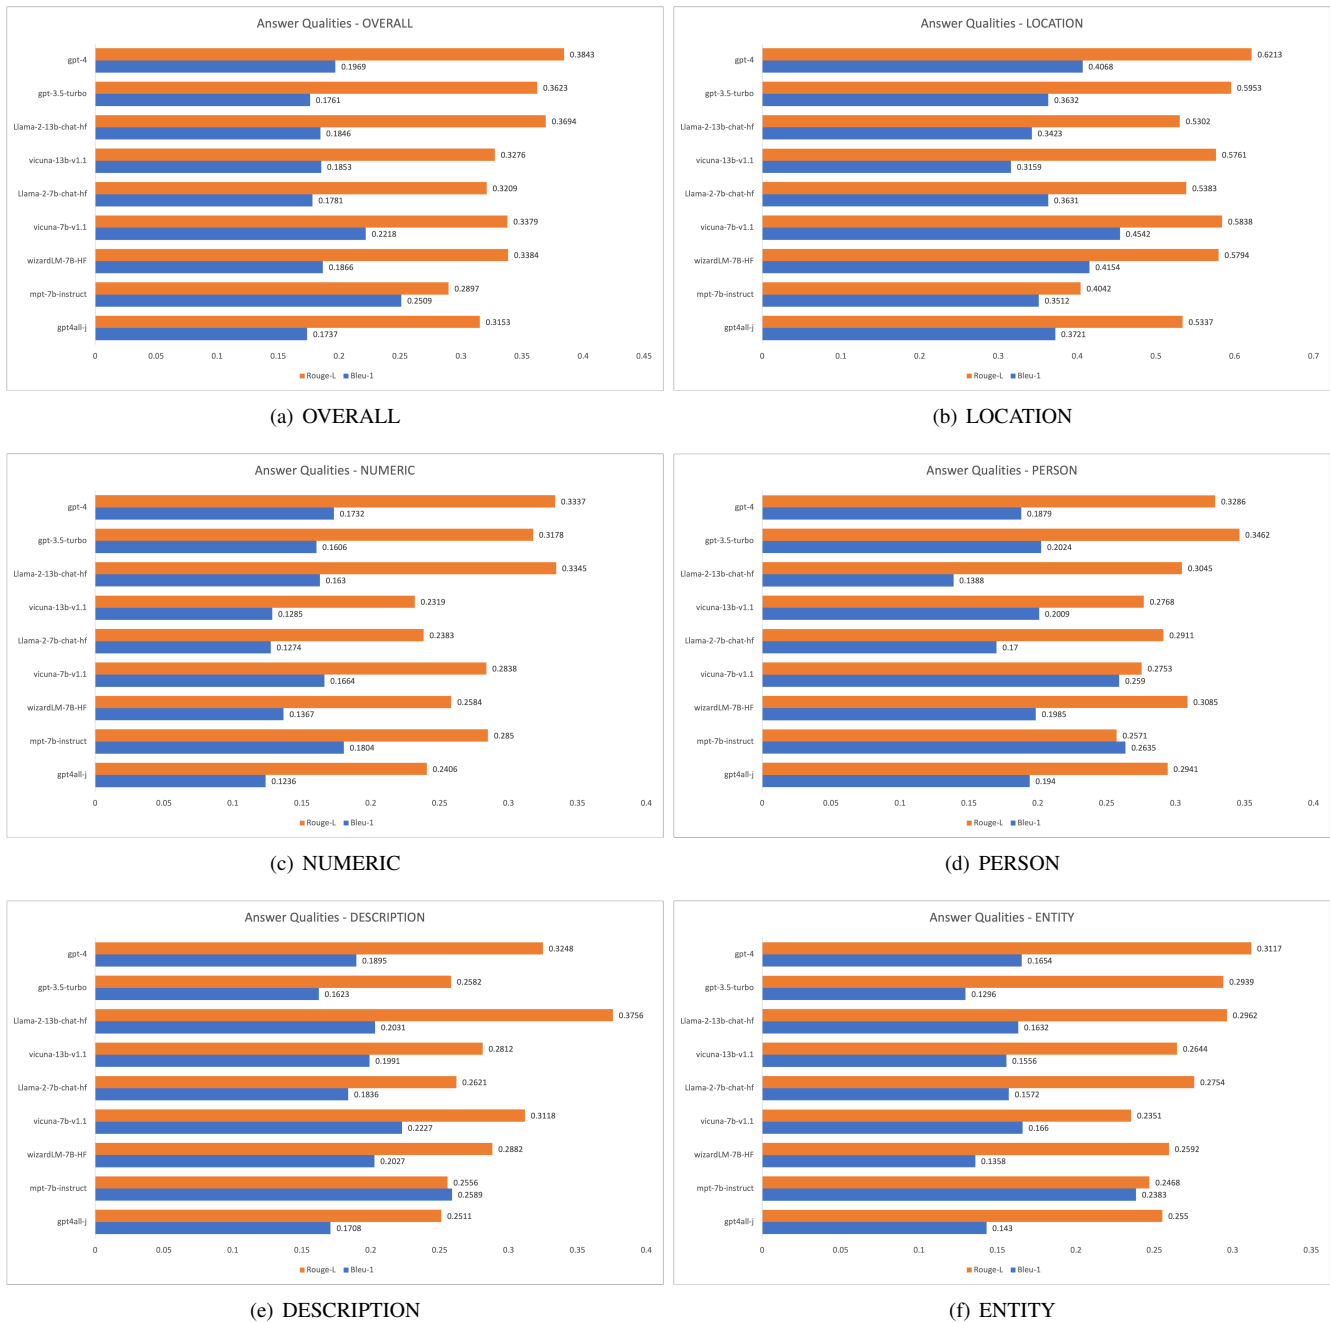 Answer Qualities - OVERALL
gpt-4
0.3843
0.1969
gpt-3.5-turbo
0.3623
0.1761
Llama-2-13b-chat-hf
0.3694
0.1846
vicuna-13b-v1.1
0.3276
0.1853
Llama-2-7b-chat-hf
0.3209
0.1781
vicuna-7b-v1.1
0.3379
0.2218
wizardLM-7B-HF
0.3384
0.1866
mpt-7b-instruct
0.2897
0.2509
gpt4all-j
0.3153
0.1737
0 0.05 0.1 0.15 0.2 0.25 0.3 0.35 0.4 0.45
Rouge-L Bleu-1
(a) OVERALL
Answer Qualities - LOCATION
gpt-4
0.6213
0.4068
gpt-3.5-turbo
0.5953
0.3632
Llama-2-13b-chat-hf
0.5302
0.3423
vicuna-13b-v1.1
0.5761
0.3159
Llama-2-7b-chat-hf
0.5383
0.3631
vicuna-7b-v1.1
0.5838
0.4542
wizardLM-7B-HF
0.5794
0.4154
mpt-7b-instruct
0.4042
0.3512
gpt4all-j
0.5337
0.3721
0 0.1 0.2 0.3 0.4 0.5 0.6 0.7
Rouge-L Bleu-1
(b) LOCATION
Answer Qualities - NUMERIC
gpt-4
0.3337
0.1732
gpt-3.5-turbo
0.3178
0.1606
Llama-2-13b-chat-hf
0.3345
0.163
vicuna-13b-v1.1
0.2319
0.1285
Llama-2-7b-chat-hf
0.2383
0.1274
vicuna-7b-v1.1
0.2838
0.1664
wizardLM-7B-HF
0.2584
0.1367
mpt-7b-instruct
0.285
0.1804
gpt4all-j
0.2406
0.1236
0 0.05 0.1 0.15 0.2 0.25 0.3 0.35 0.4
Rouge-L Bleu-1
(c) NUMERIC
Answer Qualities - PERSON
gpt-4
0.3286
0.1879
gpt-3.5-turbo
0.3462
0.2024
Llama-2-13b-chat-hf
0.3045
0.1388
vicuna-13b-v1.1
0.2768
0.2009
Llama-2-7b-chat-hf
0.2911
0.17
vicuna-7b-v1.1
0.2753
0.259
wizardLM-7B-HF
0.3085
0.1985
mpt-7b-instruct
0.2571
0.2635
gpt4all-j
0.2941
0.194
0 0.05 0.1 0.15 0.2 0.25 0.3 0.35 0.4
Rouge-L Bleu-1
(d) PERSON
Answer Qualities - DESCRIPTION
gpt-4
0.3248
0.1895
gpt-3.5-turbo
0.2582
0.1623
Llama-2-13b-chat-hf
0.3756
0.2031
vicuna-13b-v1.1
0.2812
0.1991
Llama-2-7b-chat-hf
0.2621
0.1836
vicuna-7b-v1.1
0.3118
0.2227
wizardLM-7B-HF
0.2882
0.2027
mpt-7b-instruct
0.2556
0.2589
gpt4all-j
0.2511
0.1708
0 0.05 0.1 0.15 0.2 0.25 0.3 0.35 0.4
Rouge-L Bleu-1
(e) DESCRIPTION
Answer Qualities - ENTITY
gpt-4
0.3117
0.1654
gpt-3.5-turbo
0.2939
0.1296
Llama-2-13b-chat-hf
0.2962
0.1632
vicuna-13b-v1.1
0.2644
0.1556
Llama-2-7b-chat-hf
0.2754
0.1572
vicuna-7b-v1.1
0.2351
0.166
wizardLM-7B-HF
0.2592
0.1358
mpt-7b-instruct
0.2468
0.2383
gpt4all-j
0.255
0.143
0 0.05 0.1 0.15 0.2 0.25 0.3 0.35
Rouge-L Bleu-1
(f) ENTITY